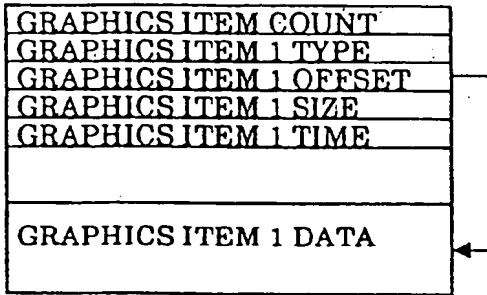 GRAPHICS ITEM COUNT
GRAPHICS ITEM 1 TYPE
GRAPHICS ITEM 1 OFFSET
GRAPHICS ITEM 1 SIZE
GRAPHICS ITEM 1 TIME
GRAPHICS ITEM 1 DATA